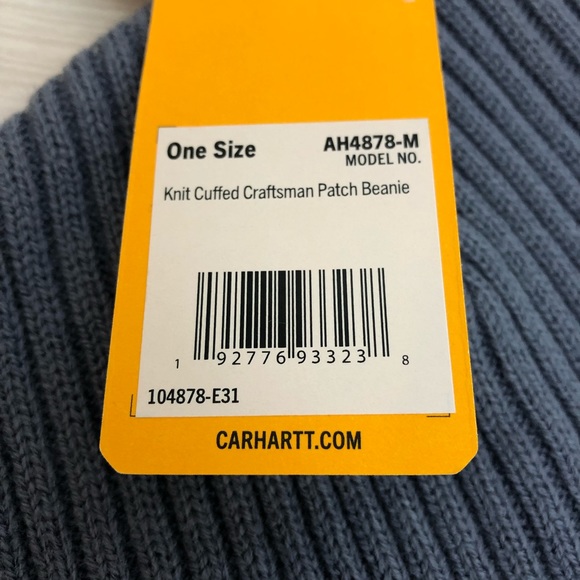 One Size
AH4878-M
MODEL NO.
Knit Cuffed Craftsman Patch Beanie
1 92776 93323 8
104878-E31
CARHARTT.COM